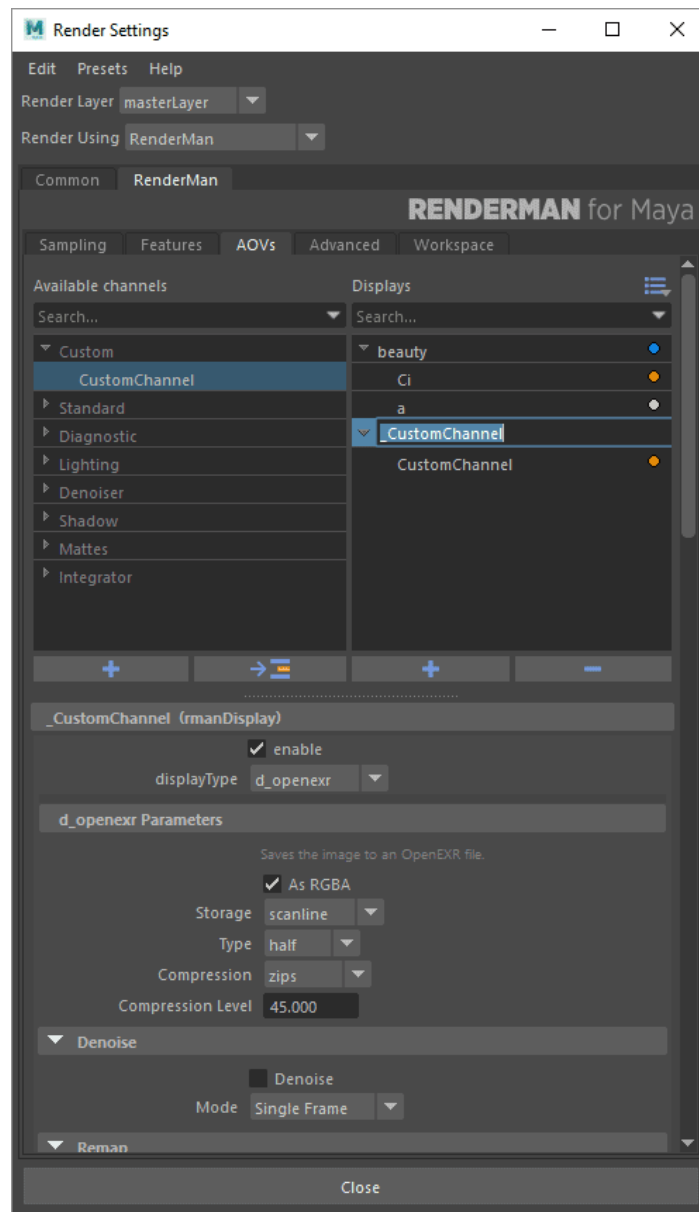 Render Settings
Edit Presets Help
Render Layer masterLayer
Render Using RenderMan
Common RenderMan
RENDERMAN for Maya
Sampling Features AOVs Advanced Workspace
Available channels Displays
Search... Search...
Custom beauty
CustomChannel Ci
Standard a
Diagnostic _CustomChannel
Lighting CustomChannel
Denoiser
Shadow
Mattes
Integrator
_CustomChannel (rmanDisplay)
enable
displayType d_openexr
d_openexr Parameters
Saves the image to an OpenEXR file.
As RGBA
Storage scanline
Type half
Compression zips
Compression Level 45.000
Denoise
Denoise
Mode Single Frame
Remap
Close